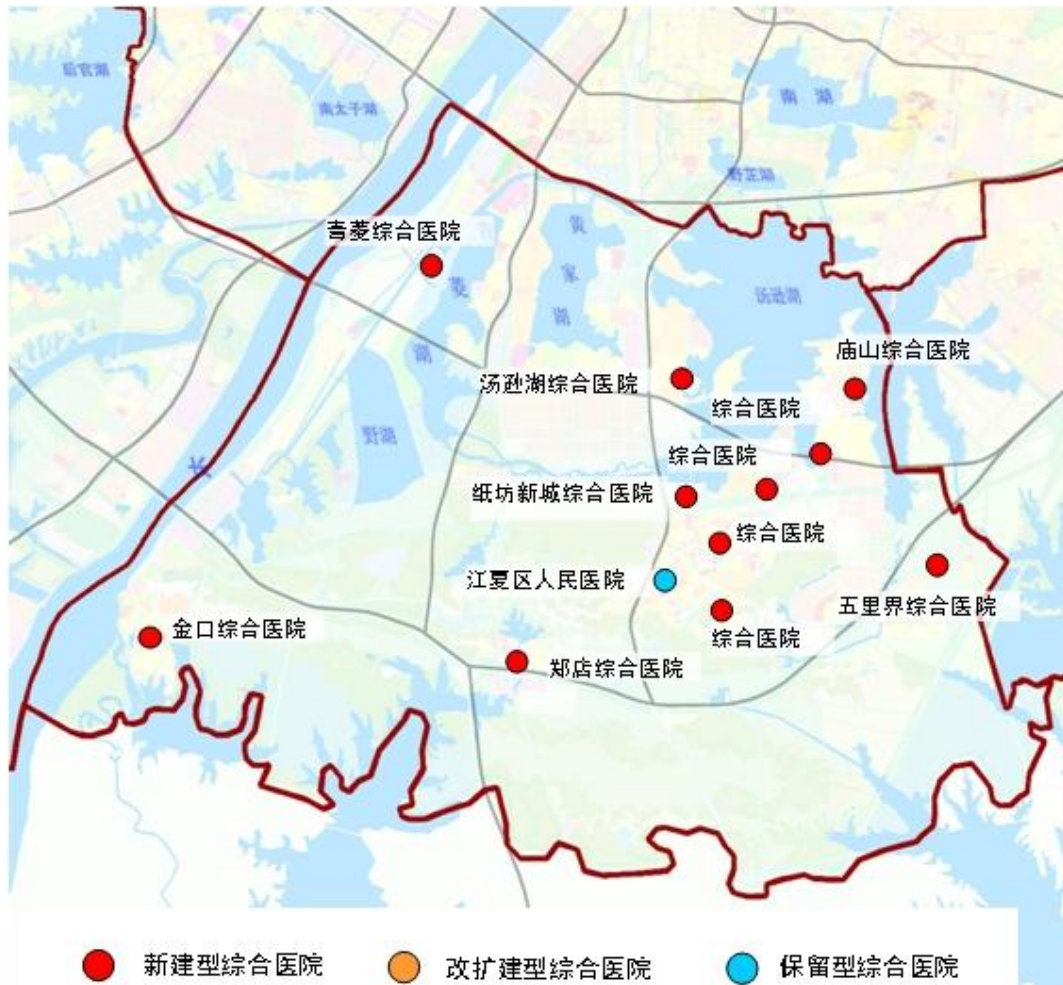 后官湖
南太子湖
南湖
野芷湖
青菱综合医院
黄家湖
菱湖
汤逊湖
庙山综合医院
汤逊湖综合医院
综合医院
野湖
综合医院
长
纸坊新城综合医院
综合医院
江夏区人民医院
五里界综合医院
金口综合医院
综合医院
郑店综合医院
新建型综合医院
改扩建型综合医院
保留型综合医院